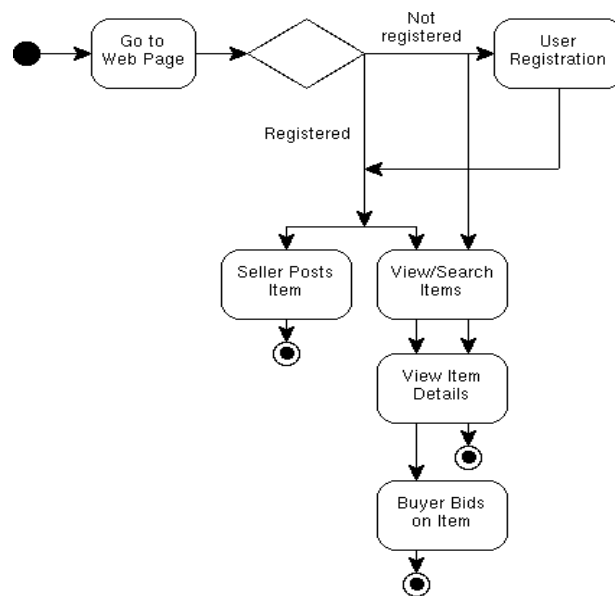 Go to
Web Page
Not
registered
User
Registration
Registered
Seller Posts
Item
View/Search
Items
View Item
Details
Buyer Bids
on Item